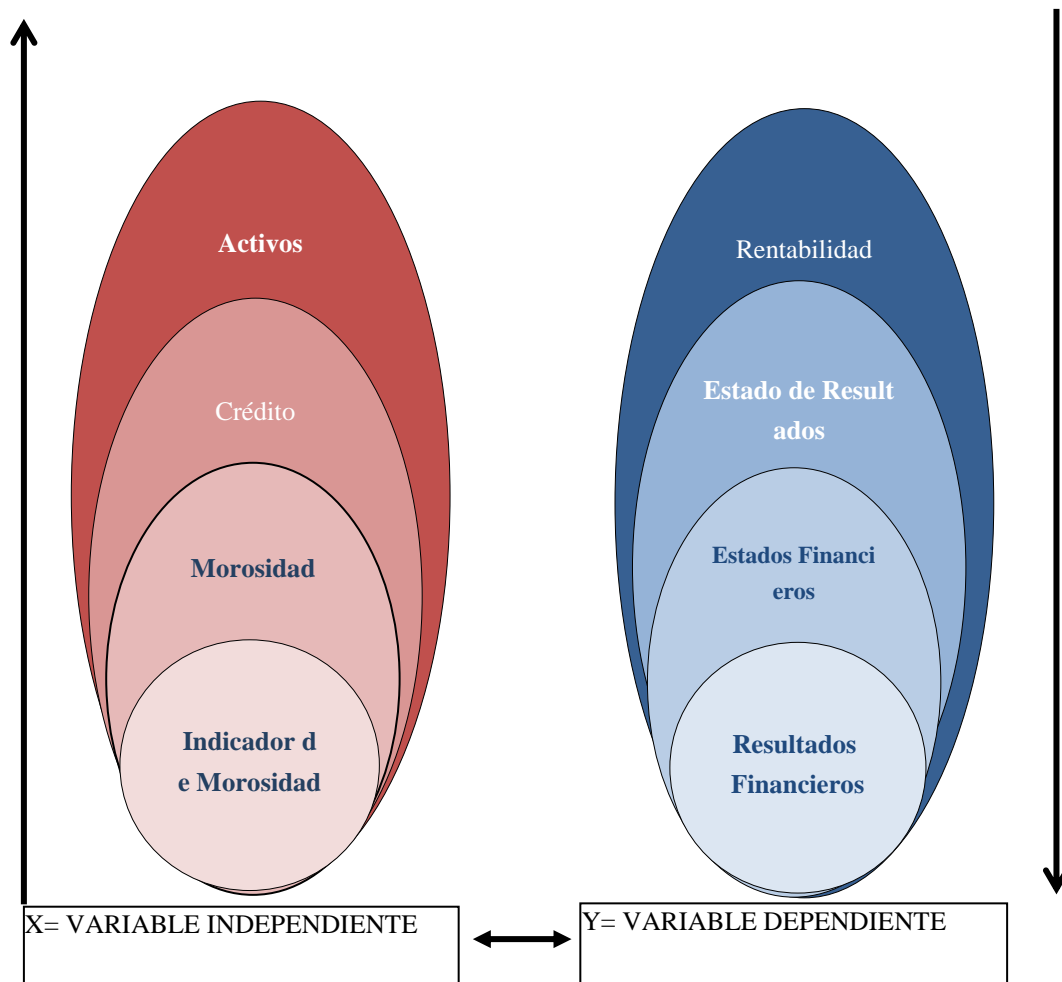 Activos
Crédito
Morosidad
Indicador d
e Morosidad
X= VARIABLE INDEPENDIENTE
Rentabilidad
Estado de Result
ados
Estados Financi
eros
Resultados
Financieros
Y= VARIABLE DEPENDIENTE